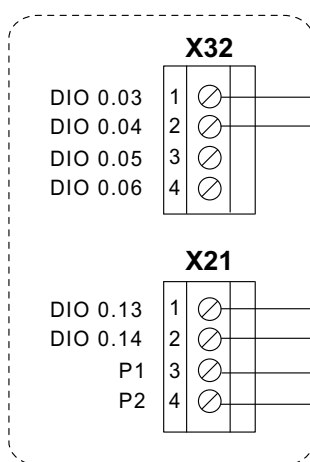 X32
DIO 0.03 1
DIO 0.04 2
DIO 0.05 3
DIO 0.06 4
X21
DIO 0.13 1
DIO 0.14 2
P1 3
P2 4